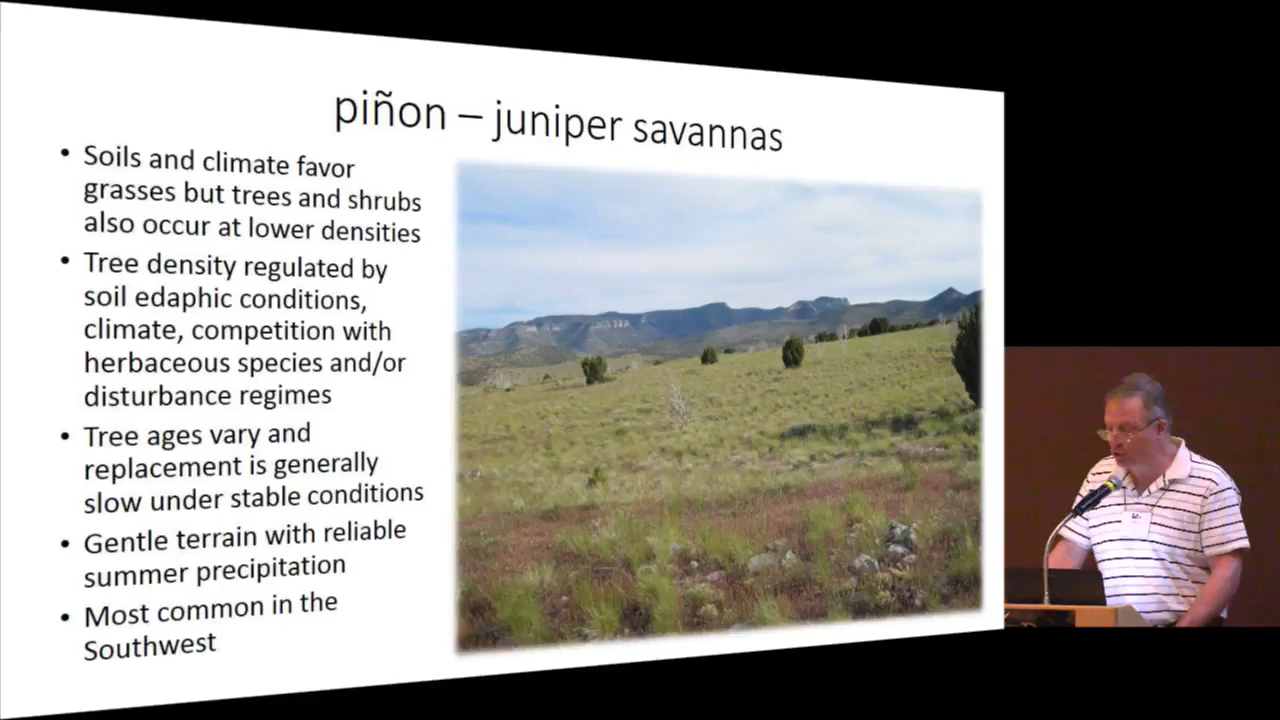 piñon – juniper savannas
• Soils and climate favor
grasses but trees and shrubs
also occur at lower densities
• Tree density regulated by
soil edaphic conditions,
climate, competition with
herbaceous species and/or
disturbance regimes
• Tree ages vary and
replacement is generally
slow under stable conditions
• Gentle terrain with reliable
summer precipitation
• Most common in the
Southwest